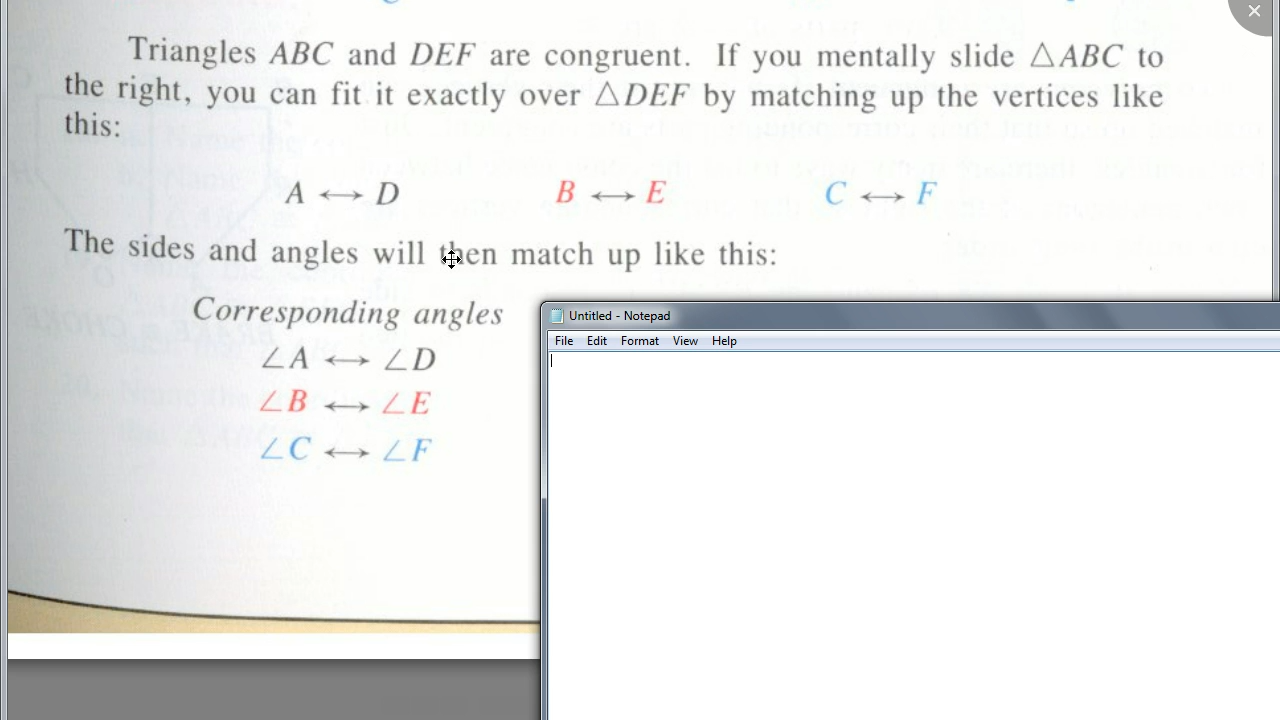 Triangles ABC and DEF are congruent. If you mentally slide △ABC to
the right, you can fit it exactly over △DEF by matching up the vertices like
this:
A ↔ D B ↔ E C ↔ F
The sides and angles will then match up like this:
Corresponding angles
∠A ↔ ∠D
∠B ↔ ∠E
∠C ↔ ∠F
Untitled - Notepad
File Edit Format View Help